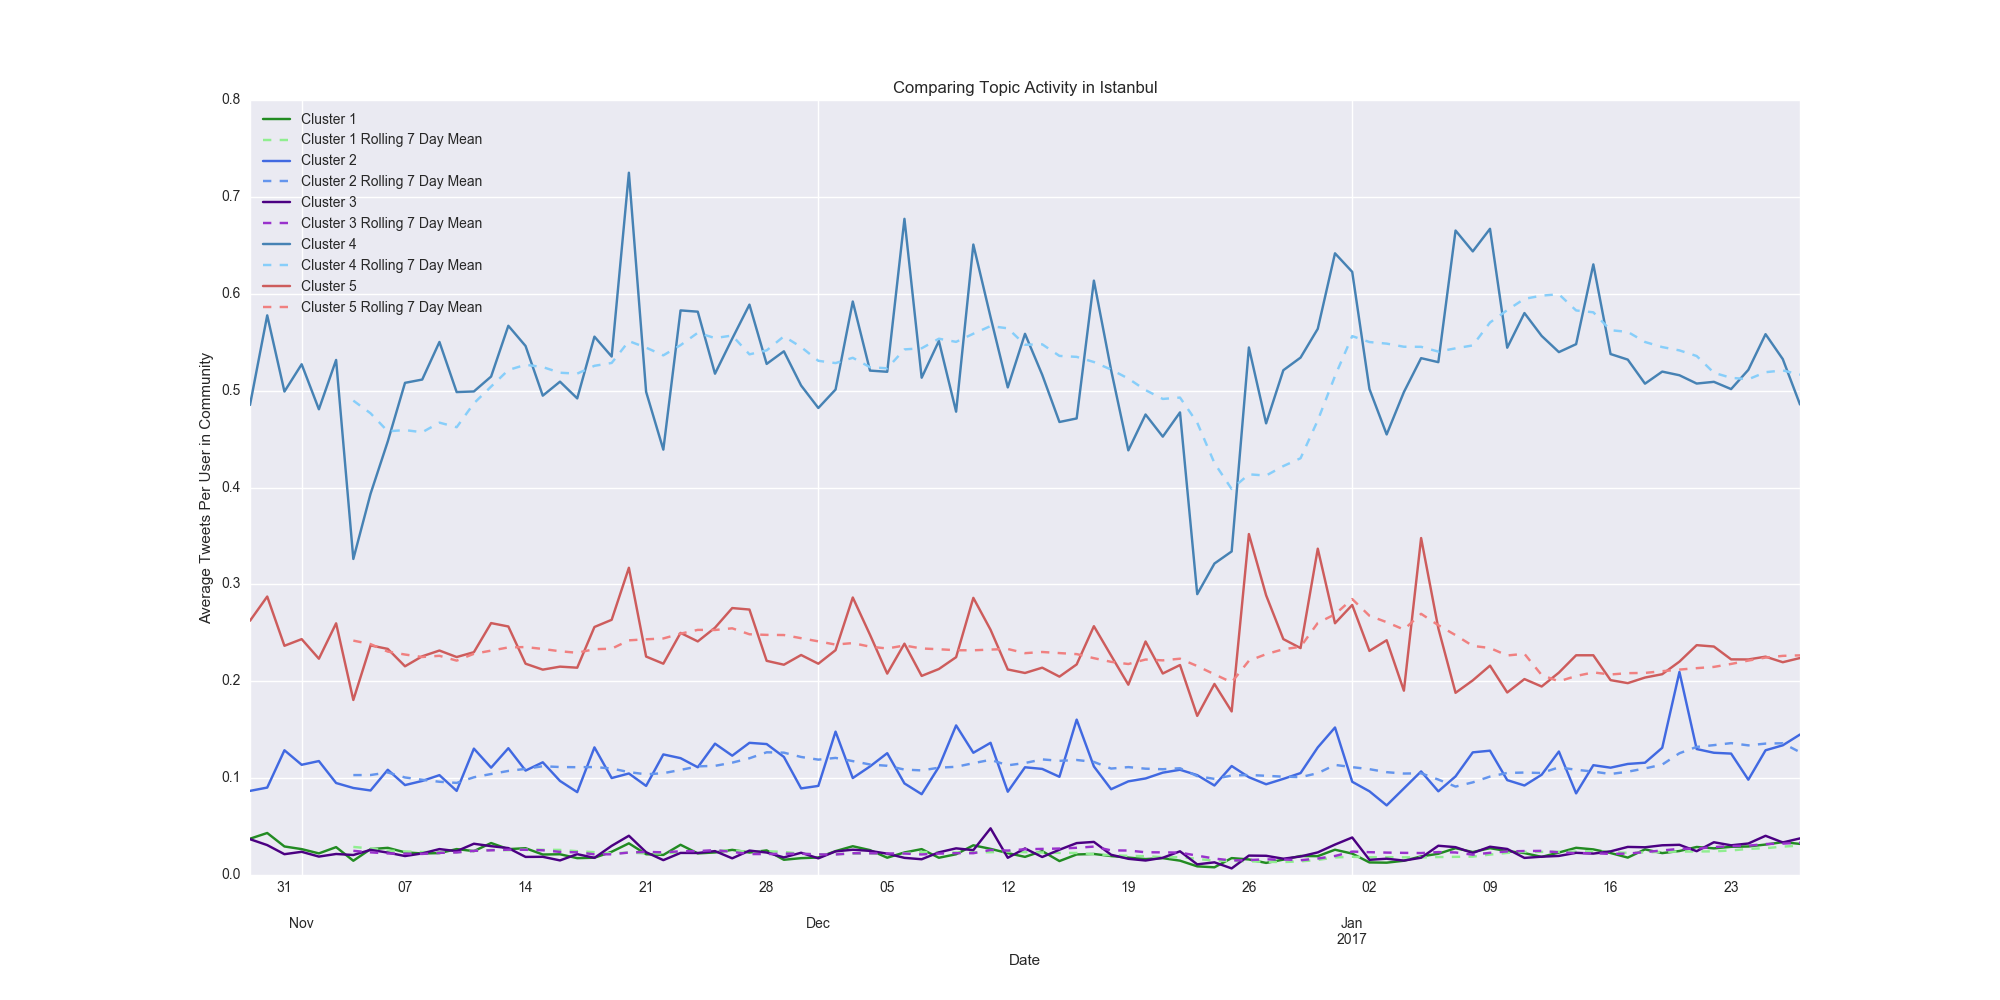 Comparing Topic Activity in Istanbul
0.8
0.7
0.6
0.5
0.4
0.3
0.2
0.1
0.0
Average Tweets Per User in Community
Cluster 1
Cluster 1 Rolling 7 Day Mean
Cluster 2
Cluster 2 Rolling 7 Day Mean
Cluster 3
Cluster 3 Rolling 7 Day Mean
Cluster 4
Cluster 4 Rolling 7 Day Mean
Cluster 5
Cluster 5 Rolling 7 Day Mean
31 07 14 21 28 05 12 19 26 02 09 16 23
Nov Dec Jan
2017
Date